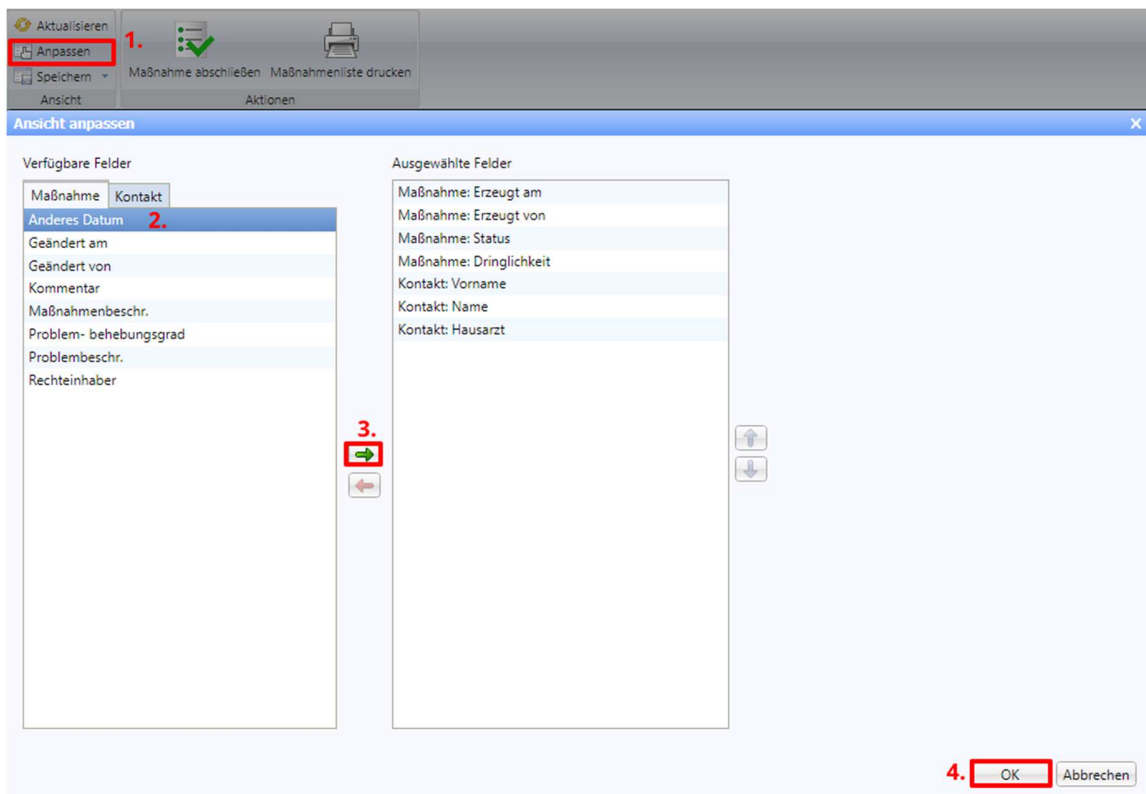 Aktualisieren
Anpassen
1.
Speichern
Maßnahme abschließen
Maßnahmenliste drucken
Ansicht
Aktionen
Ansicht anpassen
Verfügbare Felder
Maßnahme
Kontakt
Anderes Datum
2.
Geändert am
Geändert von
Kommentar
Maßnahmenbeschr.
Problem- behebungsgrad
Problembeschr.
Rechteinhaber
3.
Ausgewählte Felder
Maßnahme: Erzeugt am
Maßnahme: Erzeugt von
Maßnahme: Status
Maßnahme: Dringlichkeit
Kontakt: Vorname
Kontakt: Name
Kontakt: Hausarzt
4.
OK
Abbrechen